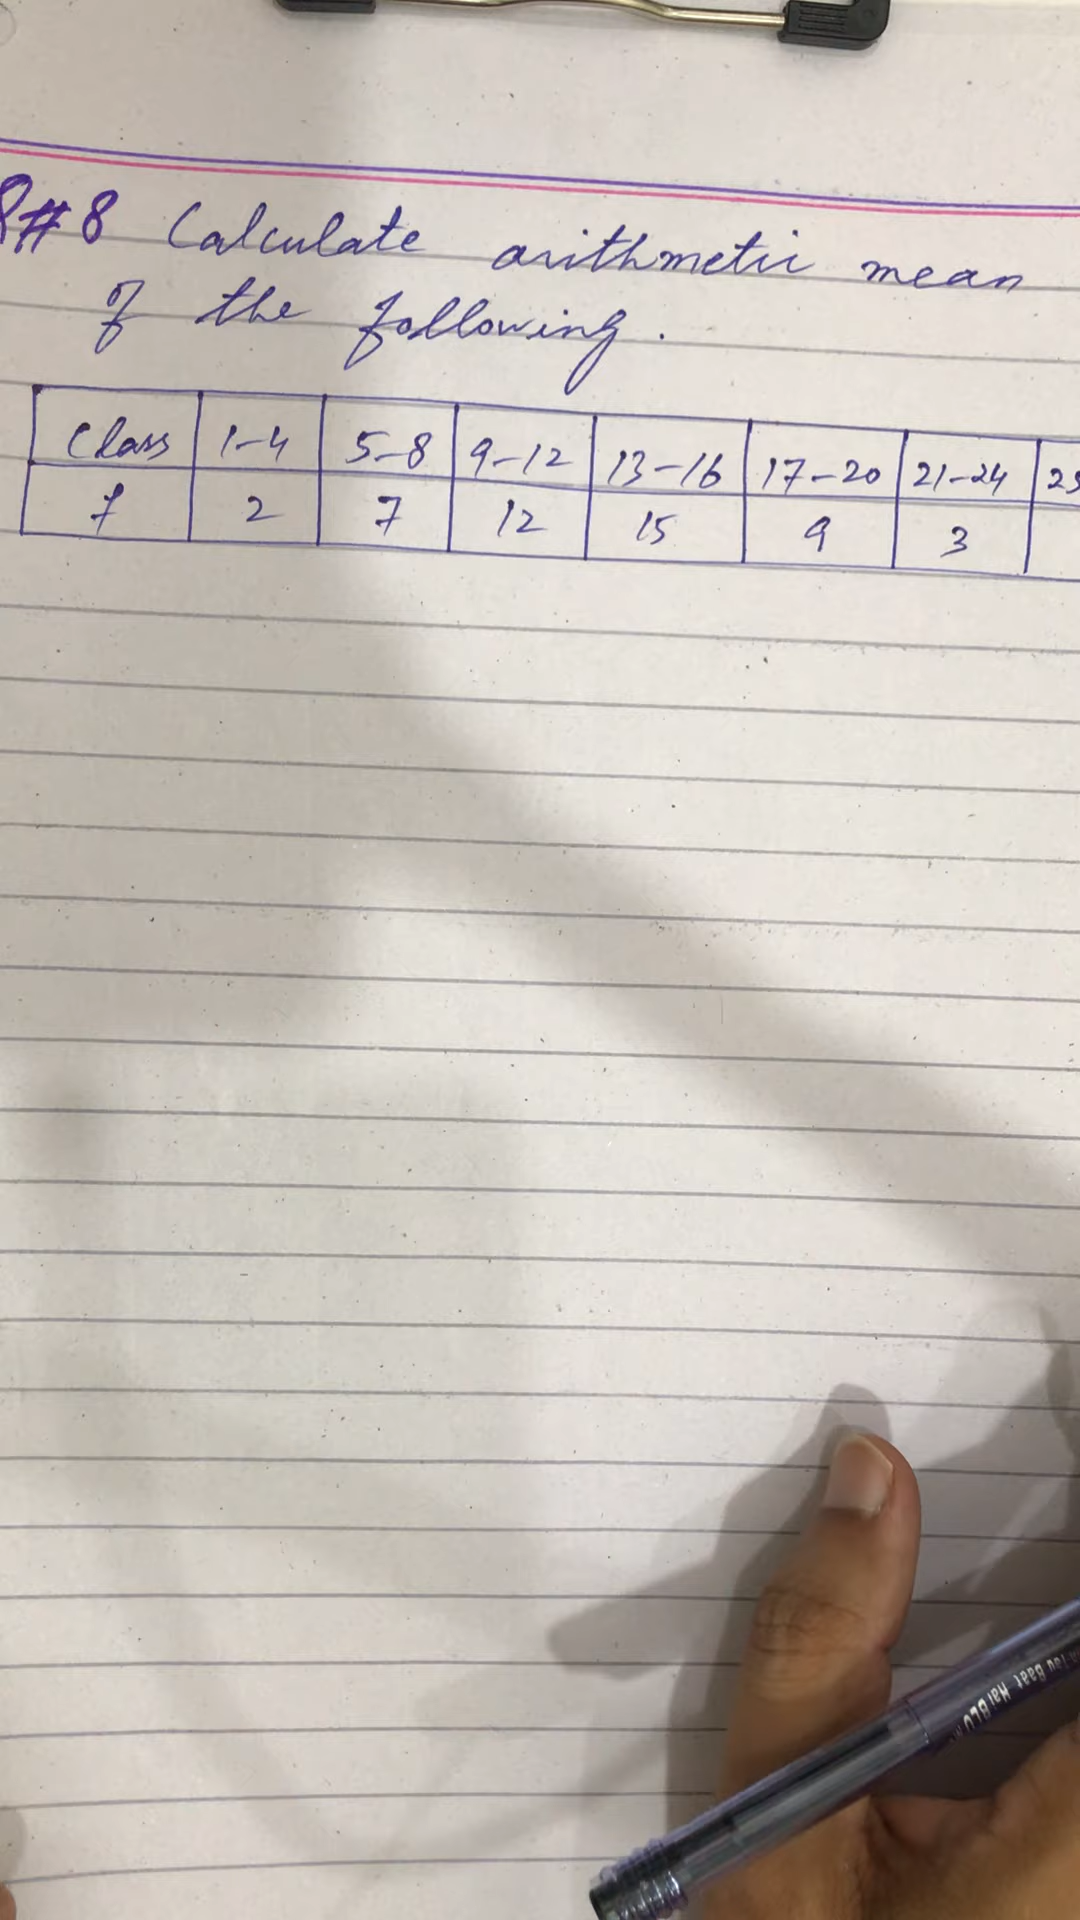 Q#8 Calculate arithmetic mean
of the following.
Class 1-4 5-8 9-12 13-16 17-20 21-24
f 2 7 12 15 9 3